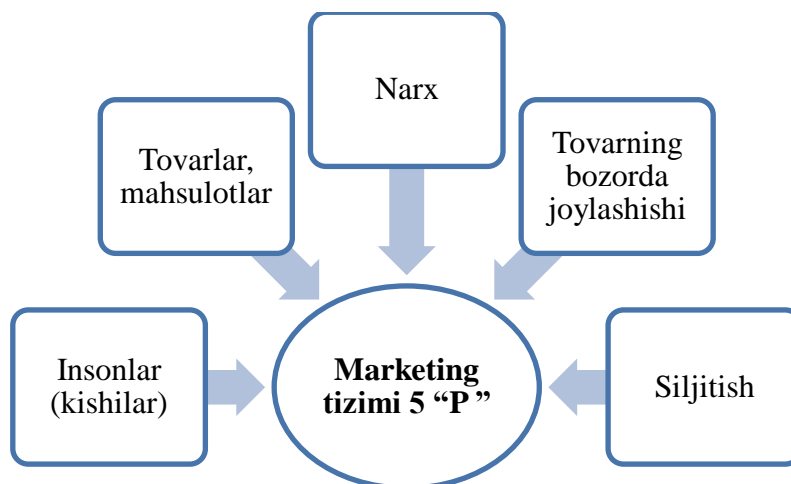 Narx
Tovarlar,
mahsulotlar
Tovarning
bozorda
joylashishi
Insonlar
(kishilar)
Marketing
tizimi 5 “P ”
Siljitish